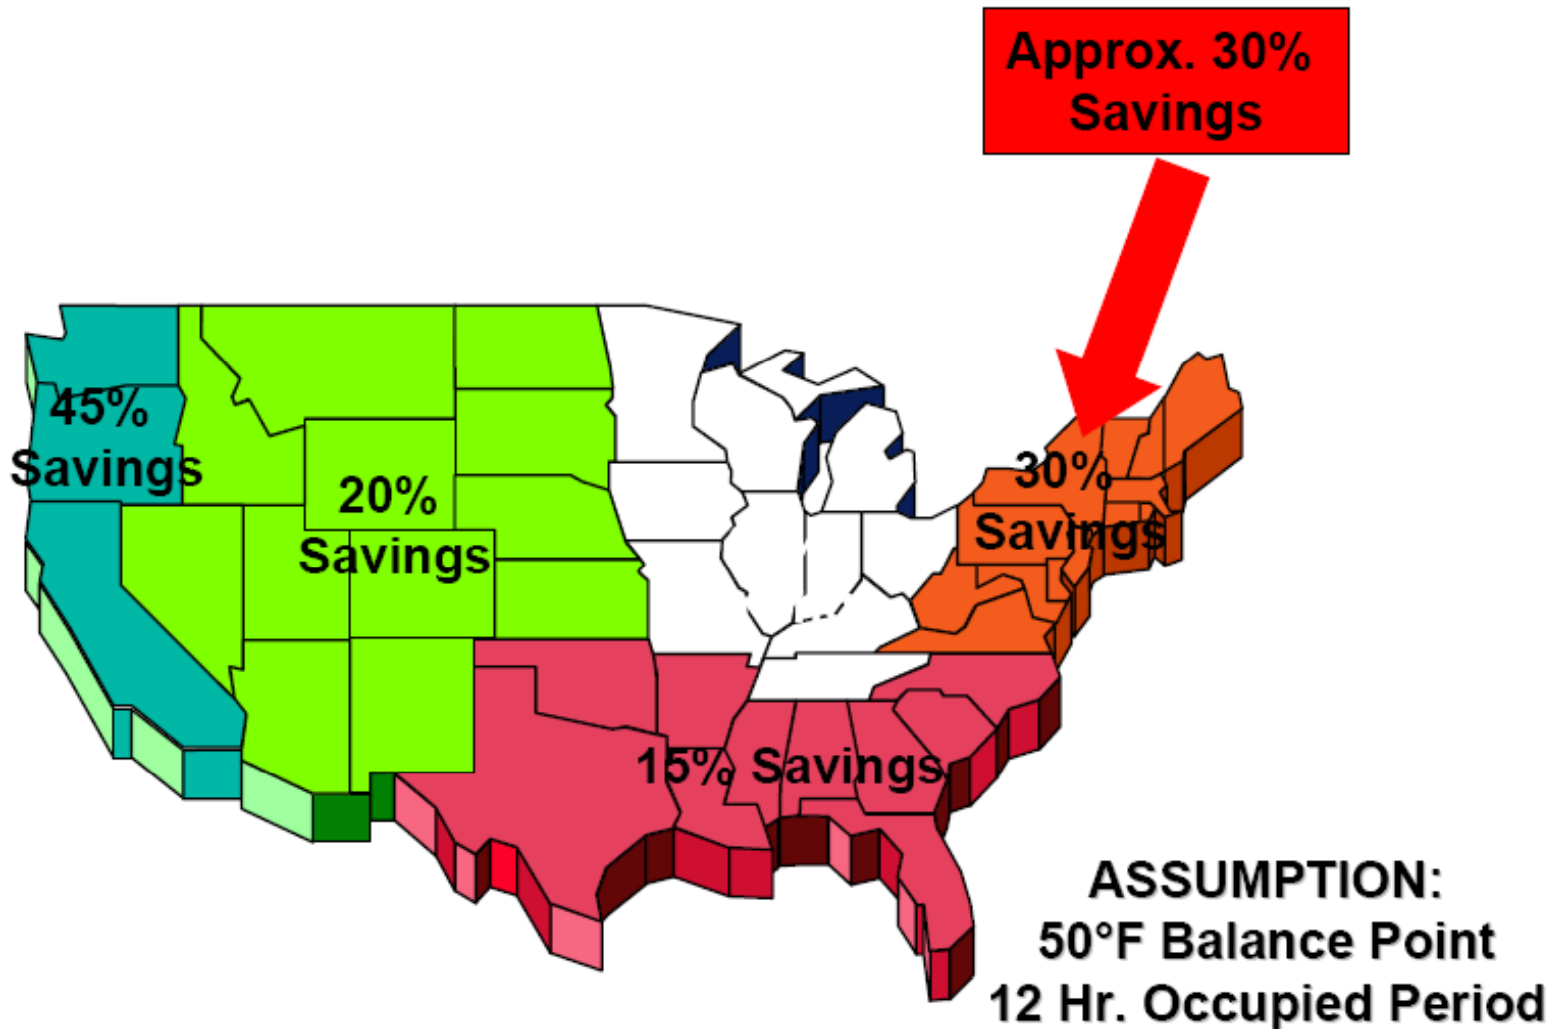 Approx. 30%
Savings
45%
Savings
20%
Savings
30%
Savings
15% Savings
ASSUMPTION:
50°F Balance Point
12 Hr. Occupied Period